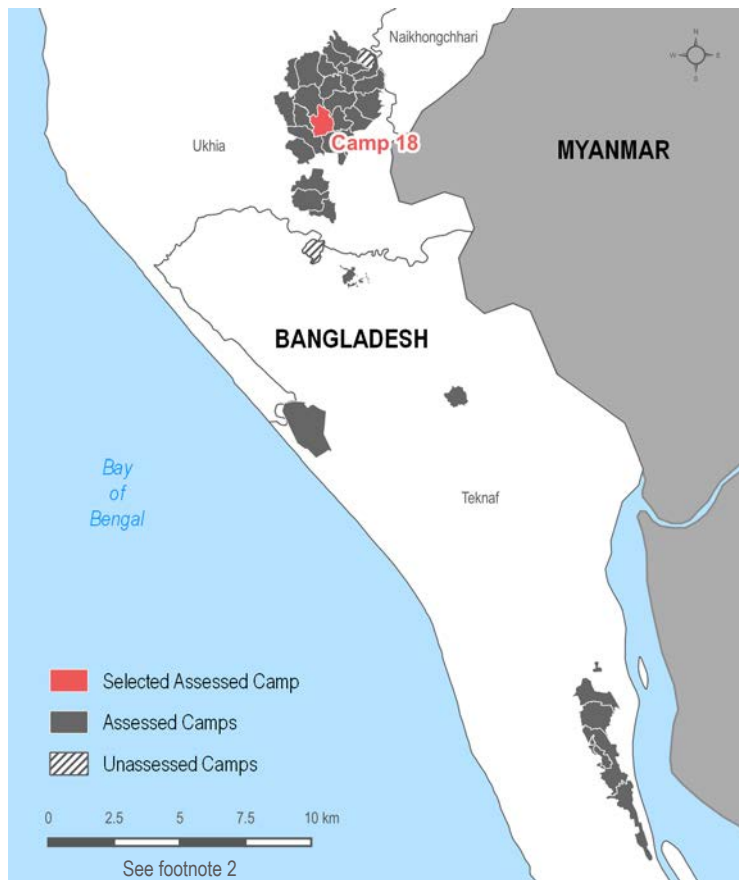 Naikhongchhari
N
W E
S
Ukhia
Camp 18
MYANMAR
BANGLADESH
Bay
of
Bengal
Teknaf
Selected Assessed Camp
Assessed Camps
Unassessed Camps
0 2.5 5 7.5 10 km
See footnote 2